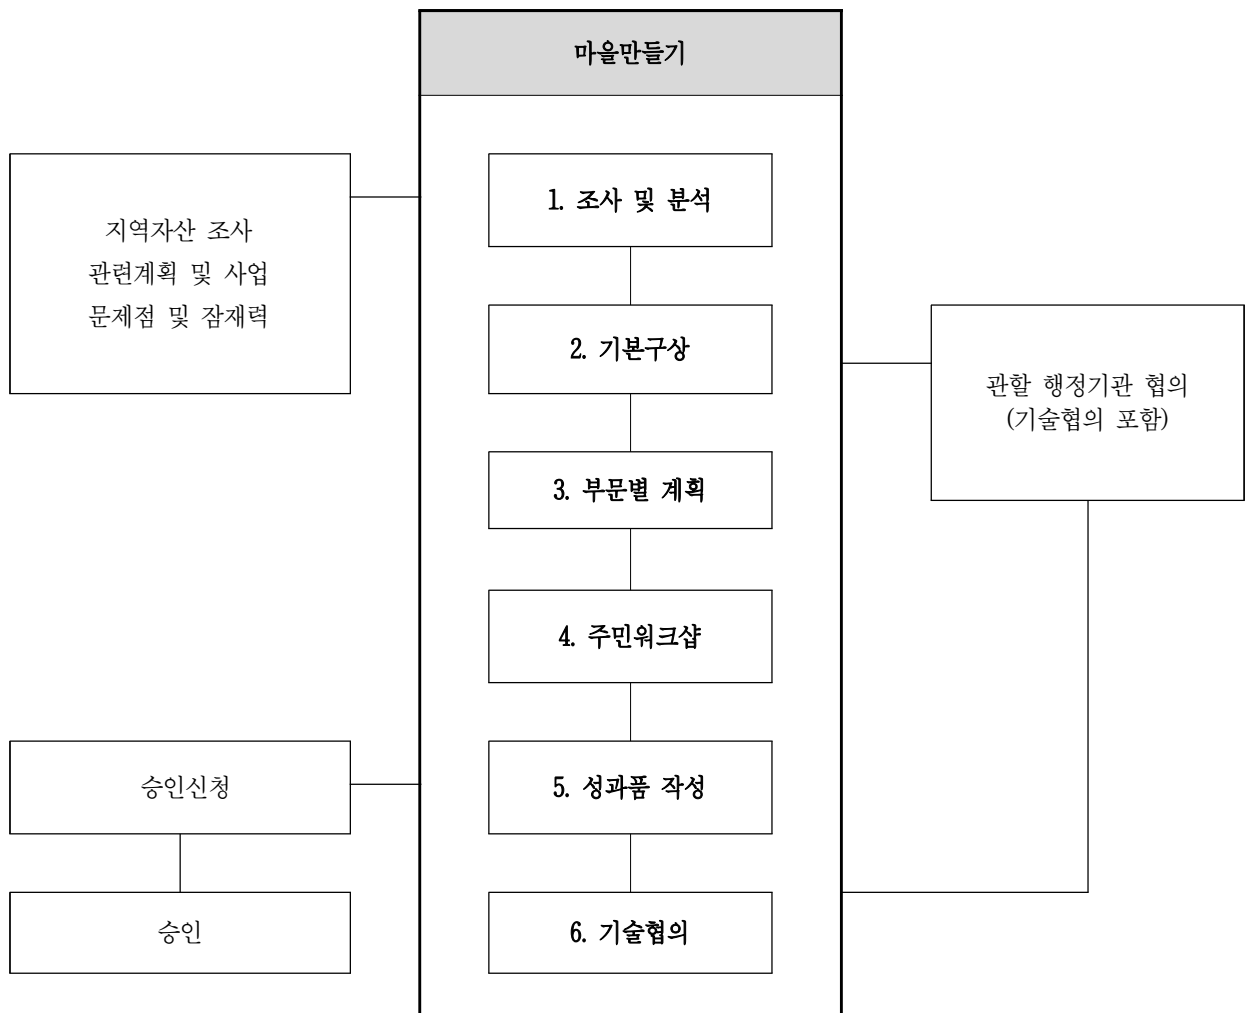 마을만들기
지역자산 조사
관련계획 및 사업
문제점 및 잠재력
1. 조사 및 분석
2. 기본구상
관할 행정기관 협의
(기술협의 포함)
3. 부문별 계획
4. 주민워크샵
승인신청
5. 성과품 작성
승인
6. 기술협의